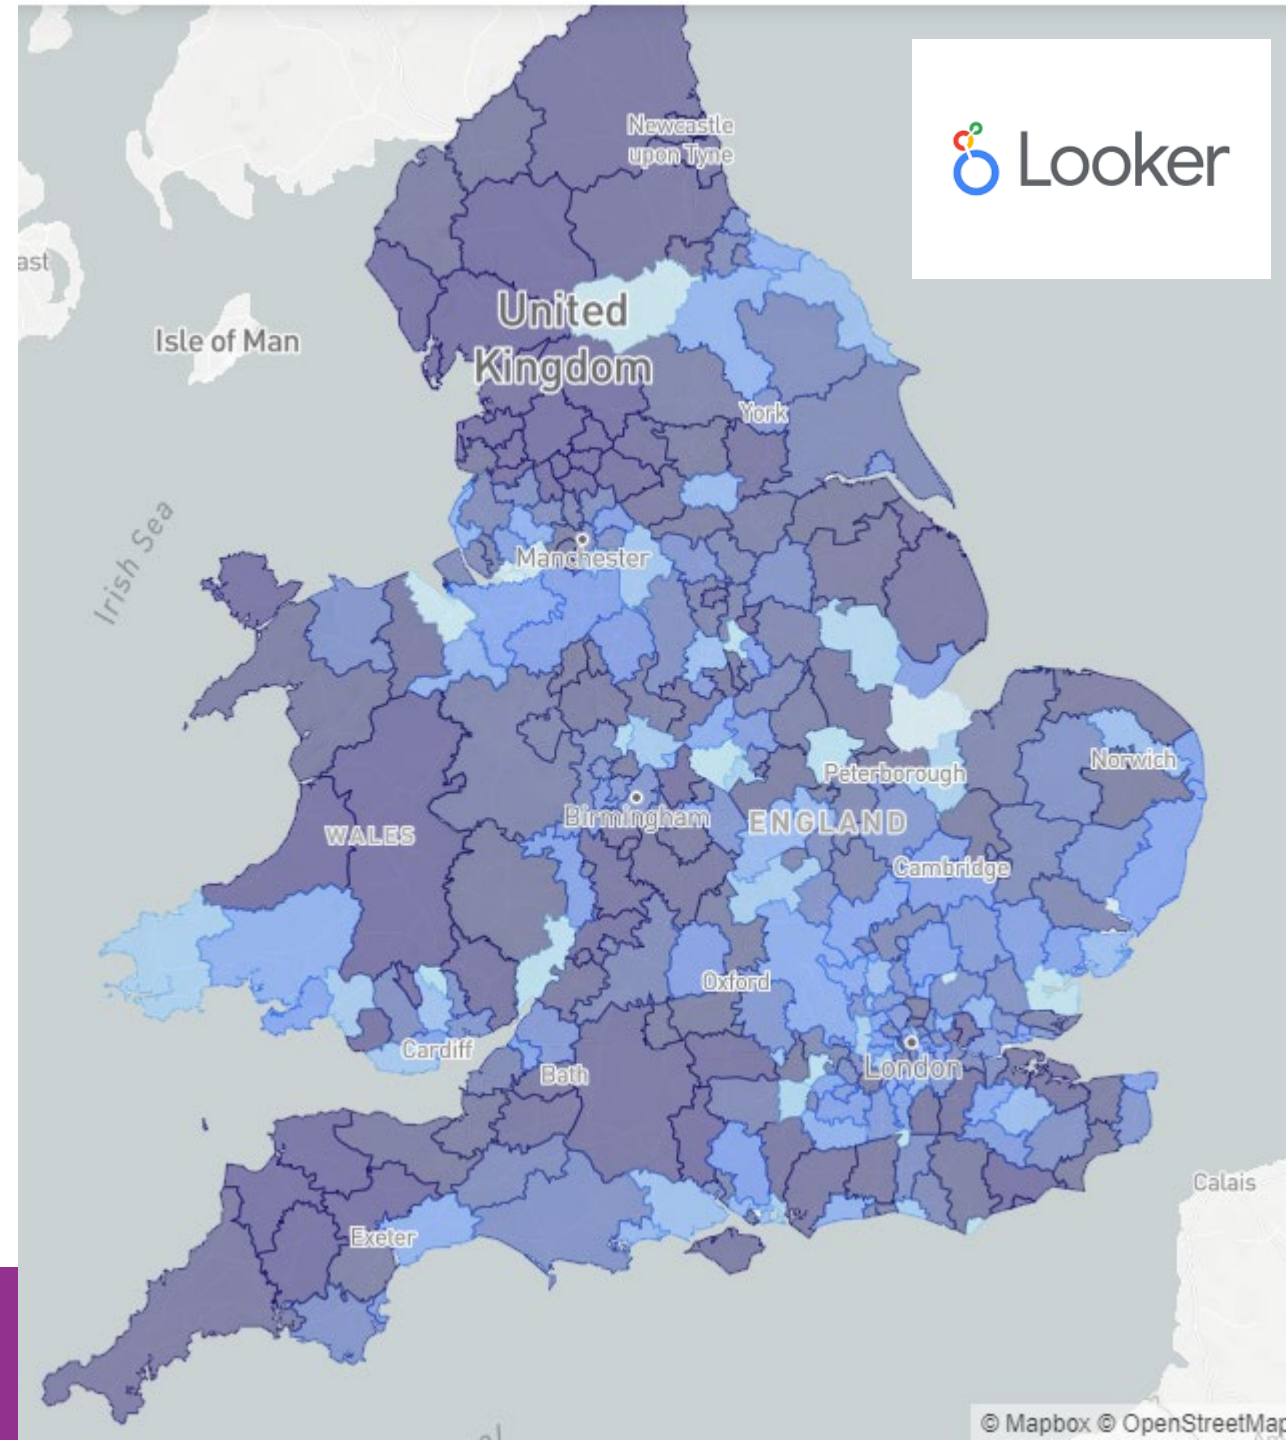 Looker
Newcastle
upon Tyne
ast
United
Kingdom
Isle of Man
York
Irish Sea
Manchester
Norwich
Peterborough
Birmingham
ENGLAND
WALES
Cambridge
Oxford
Cardiff
London
Bath
Calais
Exeter
© Mapbox © OpenStreetMap